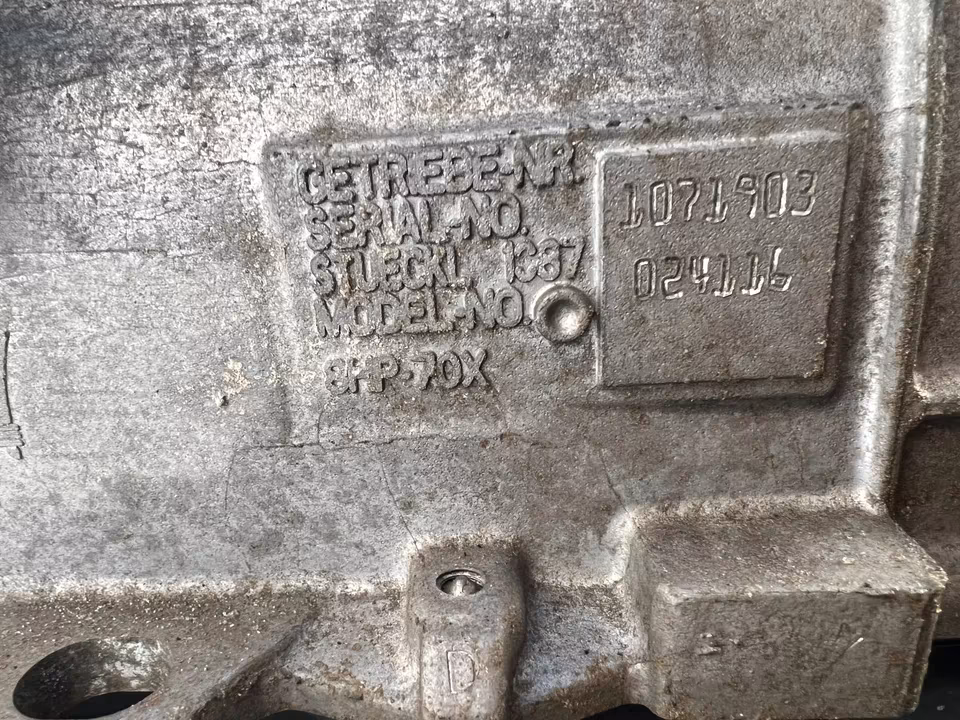 GETRIEBE-NR.
1071903
SERIAL-NO.
STUECKL 1087
024116
MODEL-NO.
8HP-70X
D